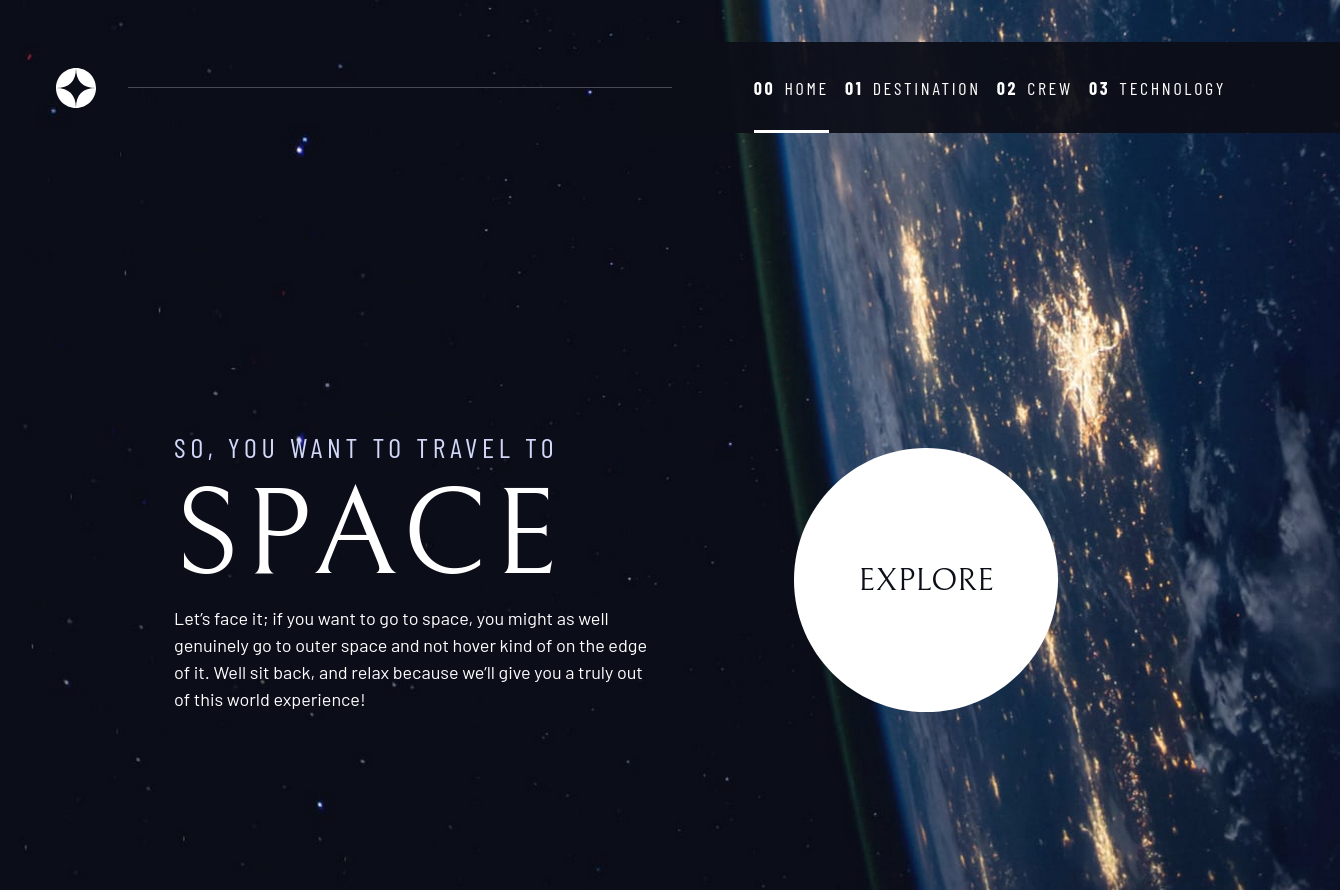 00 HOME 01 DESTINATION 02 CREW 03 TECHNOLOGY
SO, YOU WANT TO TRAVEL TO
SPACE
Let’s face it; if you want to go to space, you might as well
genuinely go to outer space and not hover kind of on the edge
of it. Well sit back, and relax because we’ll give you a truly out
of this world experience!
EXPLORE